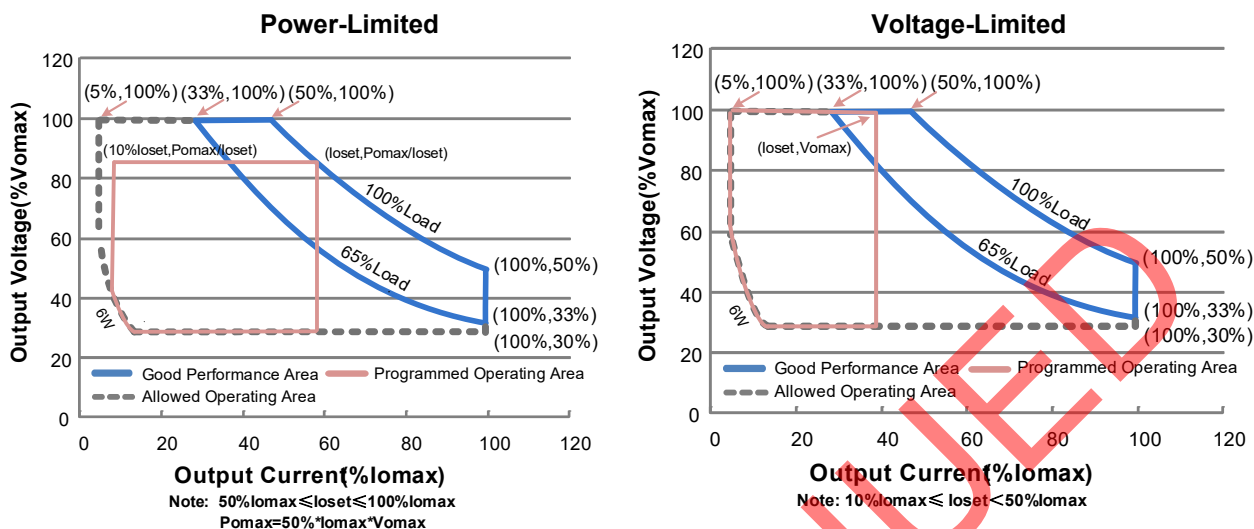 Power-Limited
120
100
80
60
40
20
0
Output Voltage(%Vomax)
(5%,100%) (33%,100%) (50%,100%)
(10%Ioset,Pomax/Ioset)
(Ioset,Pomax/Ioset)
100%Load
65%Load
6W
(100%,50%)
(100%,33%)
(100%,30%)
Good Performance Area
Programmed Operating Area
Allowed Operating Area
0 20 40 60 80 100 120
Output Current(%Iomax)
Note: 50%Iomax≤Ioset≤100%Iomax
Pomax=50%*Iomax*Vomax
Voltage-Limited
120
100
80
60
40
20
0
Output Voltage(%Vomax)
(5%,100%) (33%,100%) (50%,100%)
(Ioset,Vomax)
100%Load
65%Load
6W
(100%,50%)
(100%,33%)
(100%,30%)
Good Performance Area
Programmed Operating Area
Allowed Operating Area
0 20 40 60 80 100 120
Output Current(%Iomax)
Note: 10%Iomax≤ Ioset<50%Iomax
UED